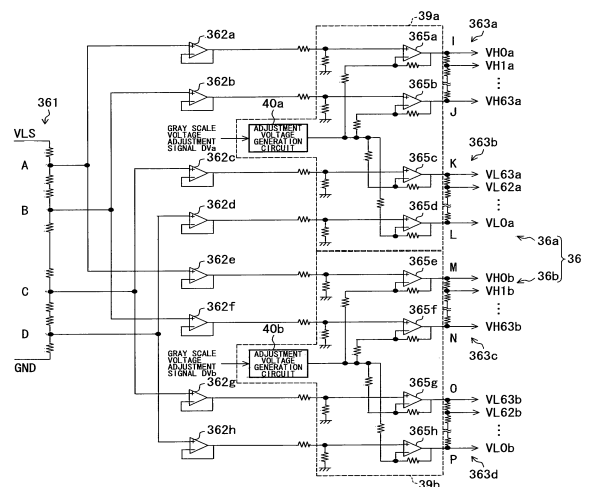 39a
362a
365a
I
363a
VH0a
VH1a
362b
365b
J
VH63a
40a
361
VLS
GRAY SCALE
VOLTAGE
ADJUSTMENT
SIGNAL DVa
ADJUSTMENT VOLTAGE
GENERATION
CIRCUIT
363b
A
362c
365c
K
VL63a
VL62a
B
362d
365d
L
VL0a
36a
36
36b
362e
365e
M
VH0b
VH1b
C
362f
365f
N
VH63b
363c
D
40b
GND
GRAY SCALE
VOLTAGE
ADJUSTMENT
SIGNAL DVb
ADJUSTMENT VOLTAGE
GENERATION
CIRCUIT
362g
365g
O
VL63b
VL62b
362h
365h
P
VL0b
363d
39b